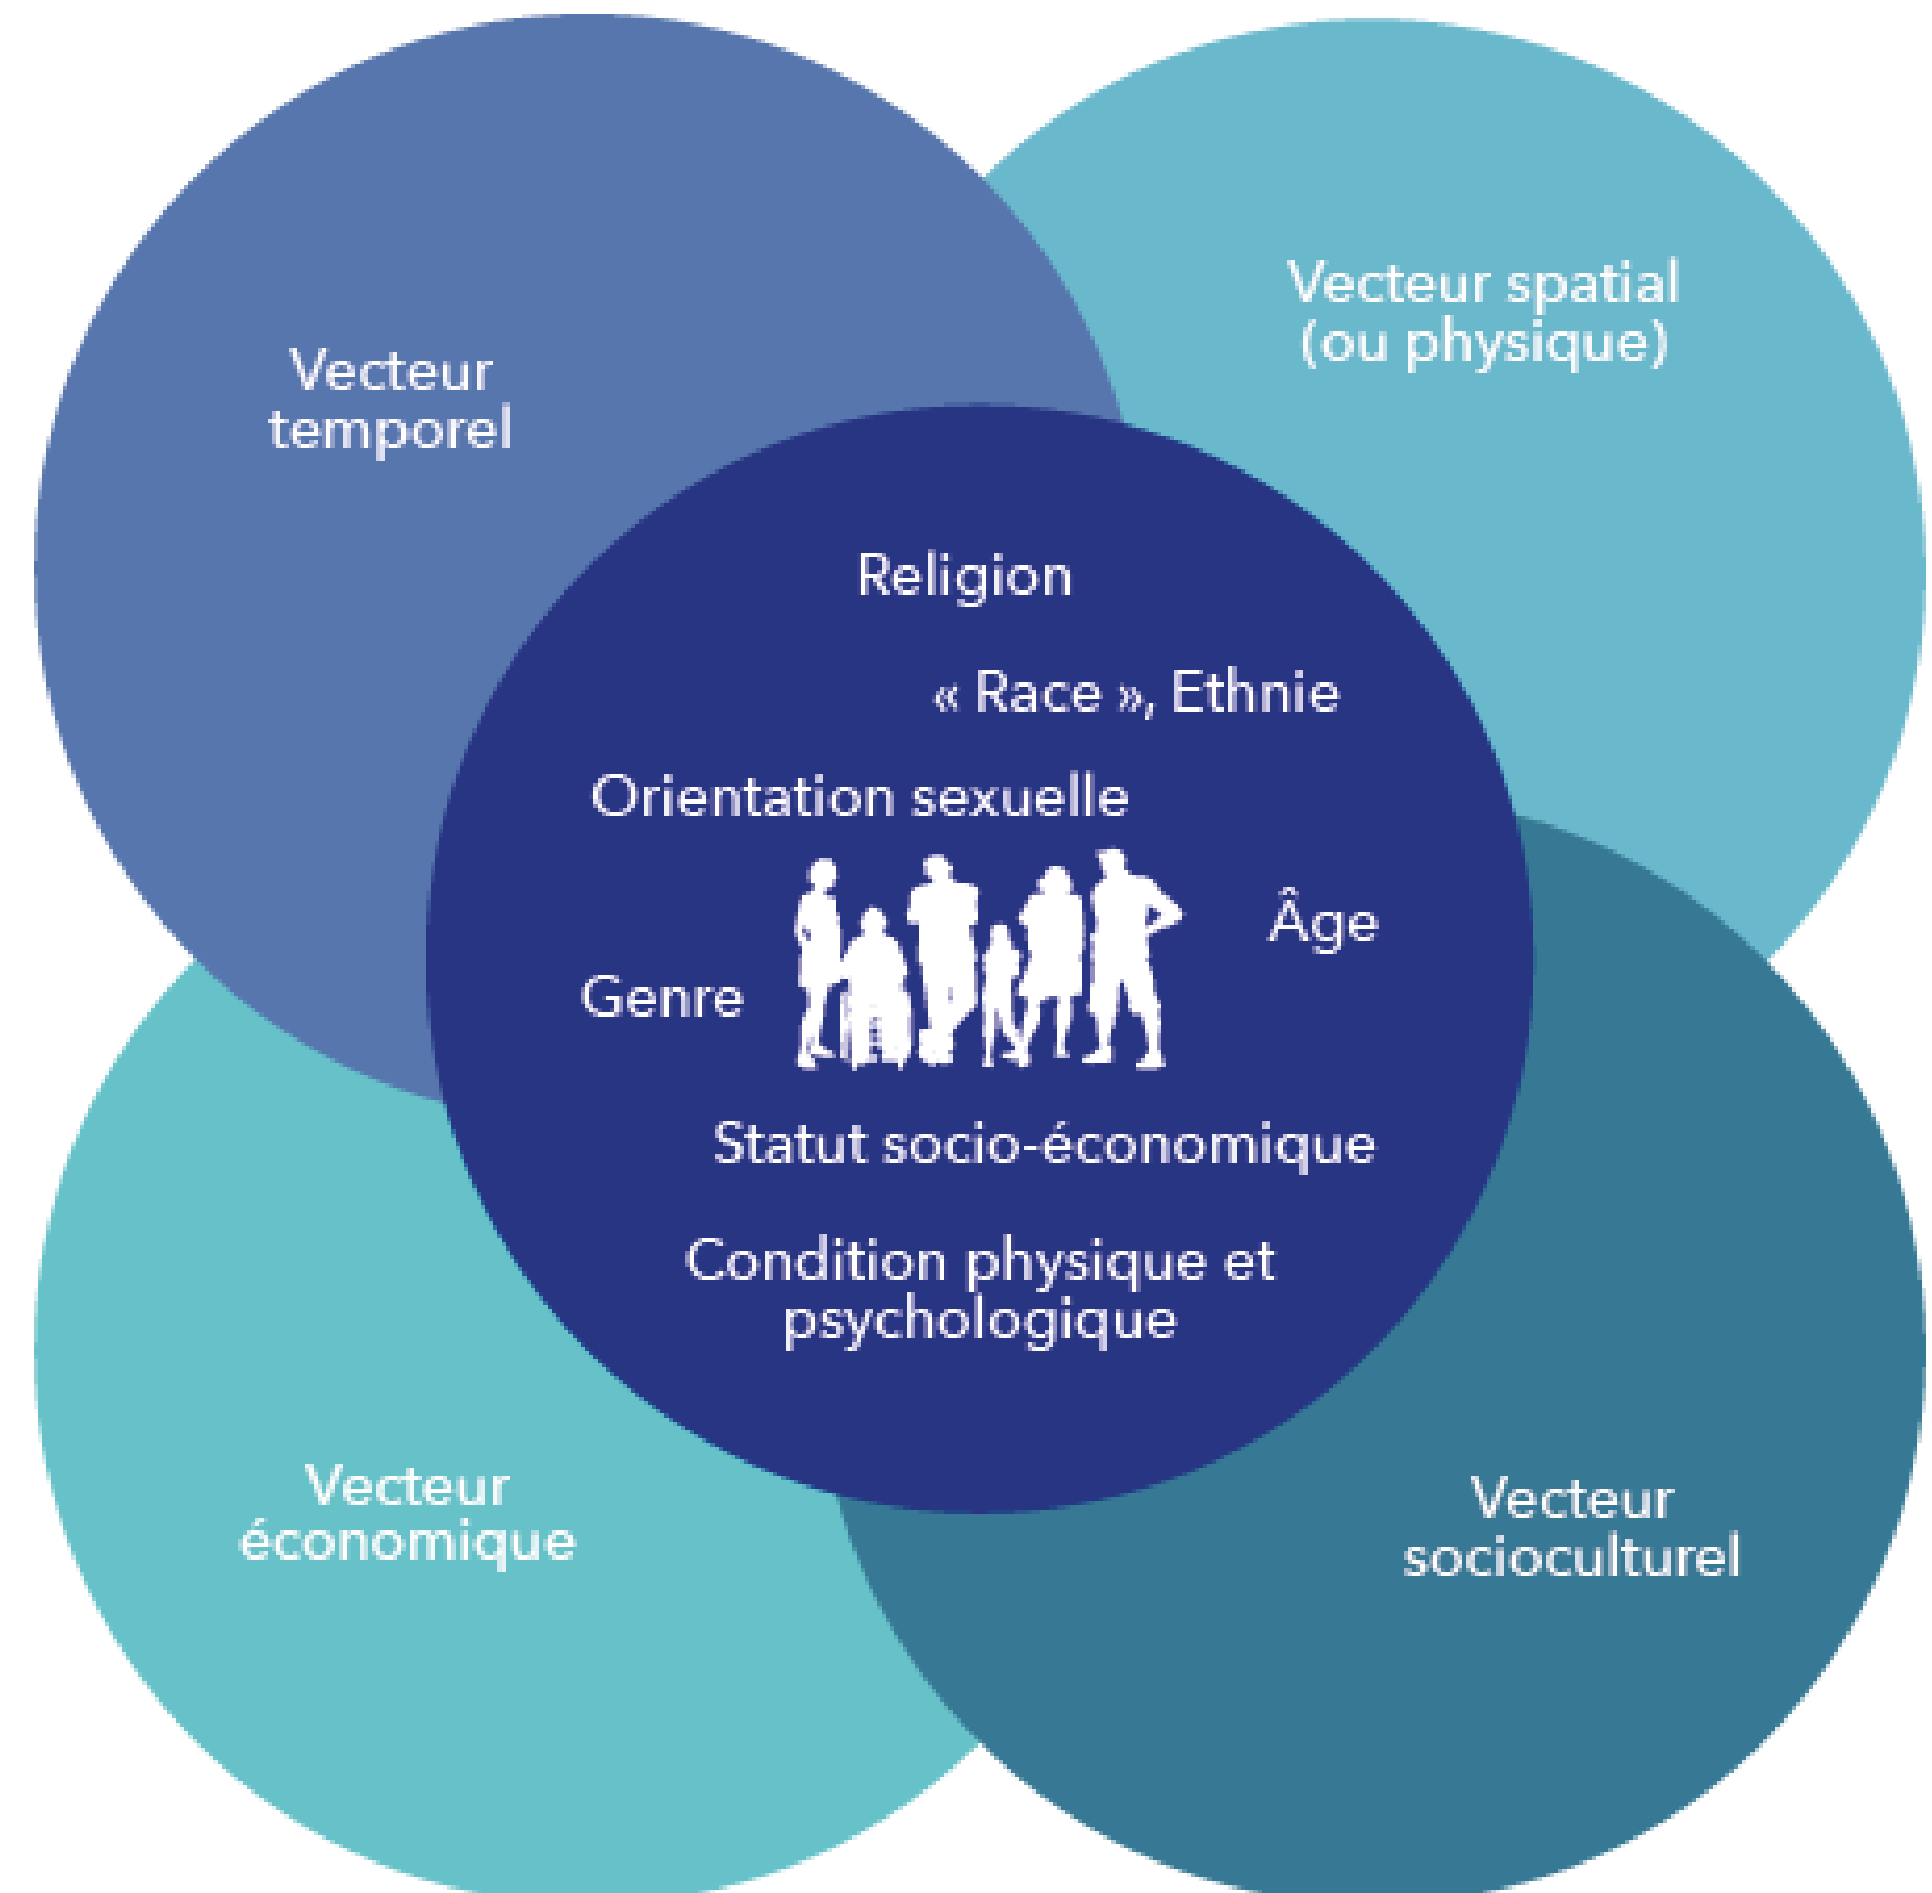 Vecteur spatial
(ou physique)
Vecteur
temporel
Religion
« Race », Ethnie
Orientation sexuelle
Âge
Genre
Statut socio-économique
Condition physique et
psychologique
Vecteur
économique
Vecteur
socioculturel